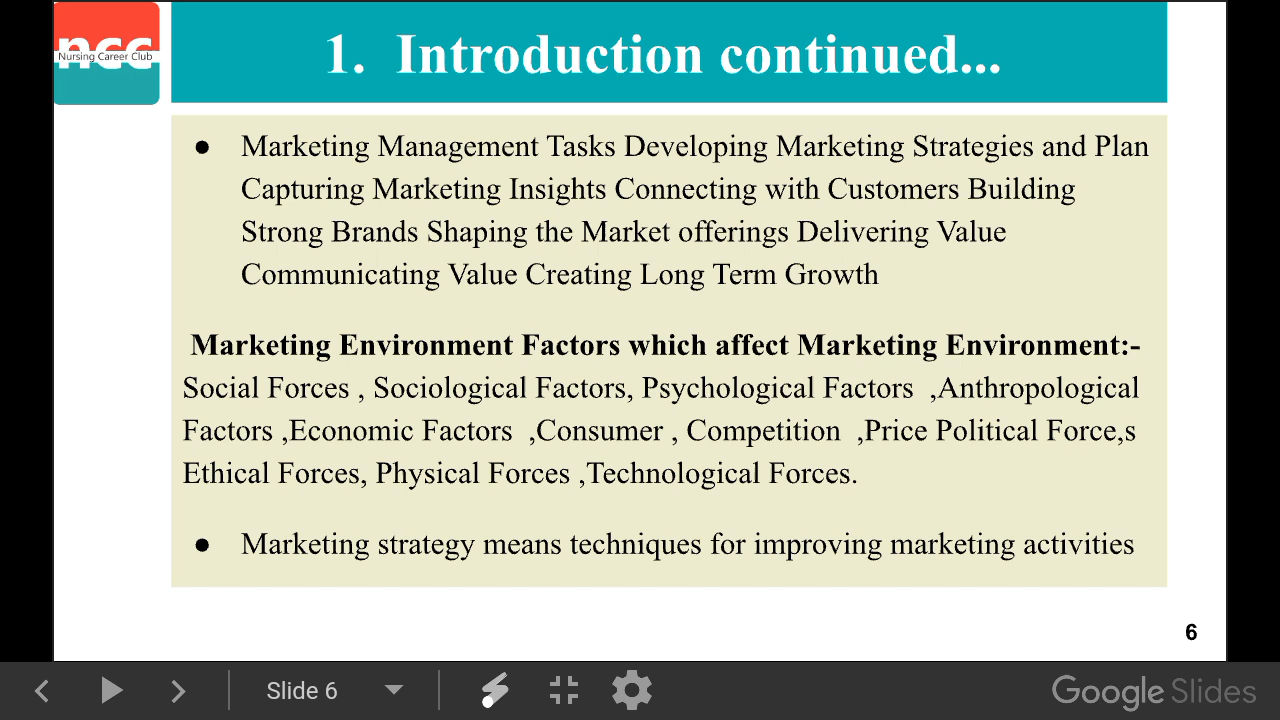 ncc
Nursing Career Club
1. Introduction continued...
● Marketing Management Tasks Developing Marketing Strategies and Plan
Capturing Marketing Insights Connecting with Customers Building
Strong Brands Shaping the Market offerings Delivering Value
Communicating Value Creating Long Term Growth
Marketing Environment Factors which affect Marketing Environment:-
Social Forces , Sociological Factors, Psychological Factors ,Anthropological
Factors ,Economic Factors ,Consumer , Competition ,Price Political Force,s
Ethical Forces, Physical Forces ,Technological Forces.
● Marketing strategy means techniques for improving marketing activities
6
Slide 6
Google Slides